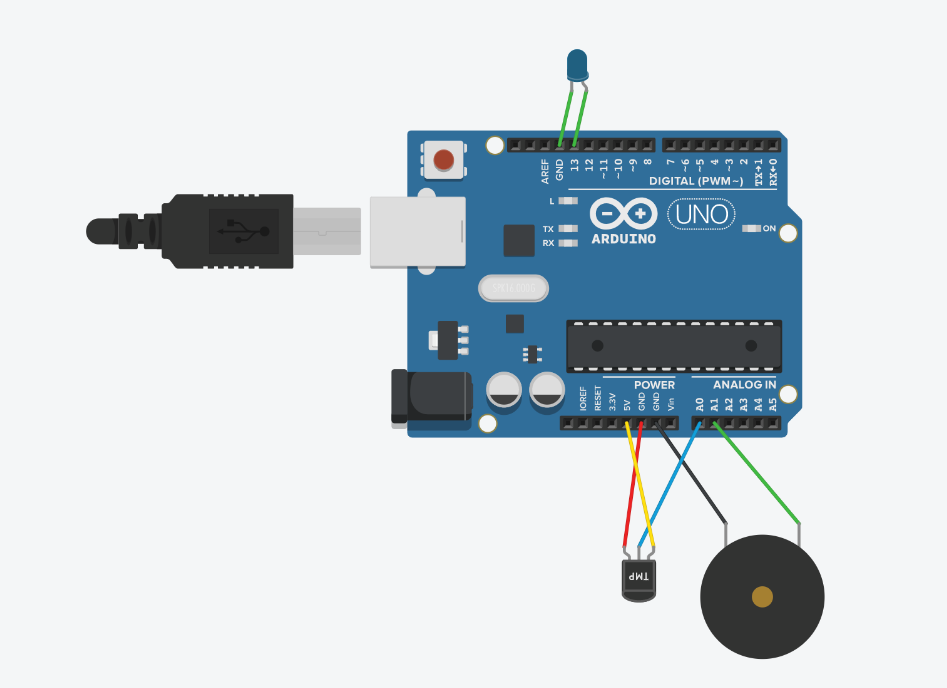 AREF
GND
13
12
~11
~10
~9
8
7
~6
~5
4
~3
2
TX→1
RX←0
DIGITAL (PWM~)
L
TX
RX
ARDUINO
UNO
ON
POWER
ANALOG IN
IOREF
RESET
3.3V
5V
GND
GND
Vin
A0
A1
A2
A3
A4
A5
TMP